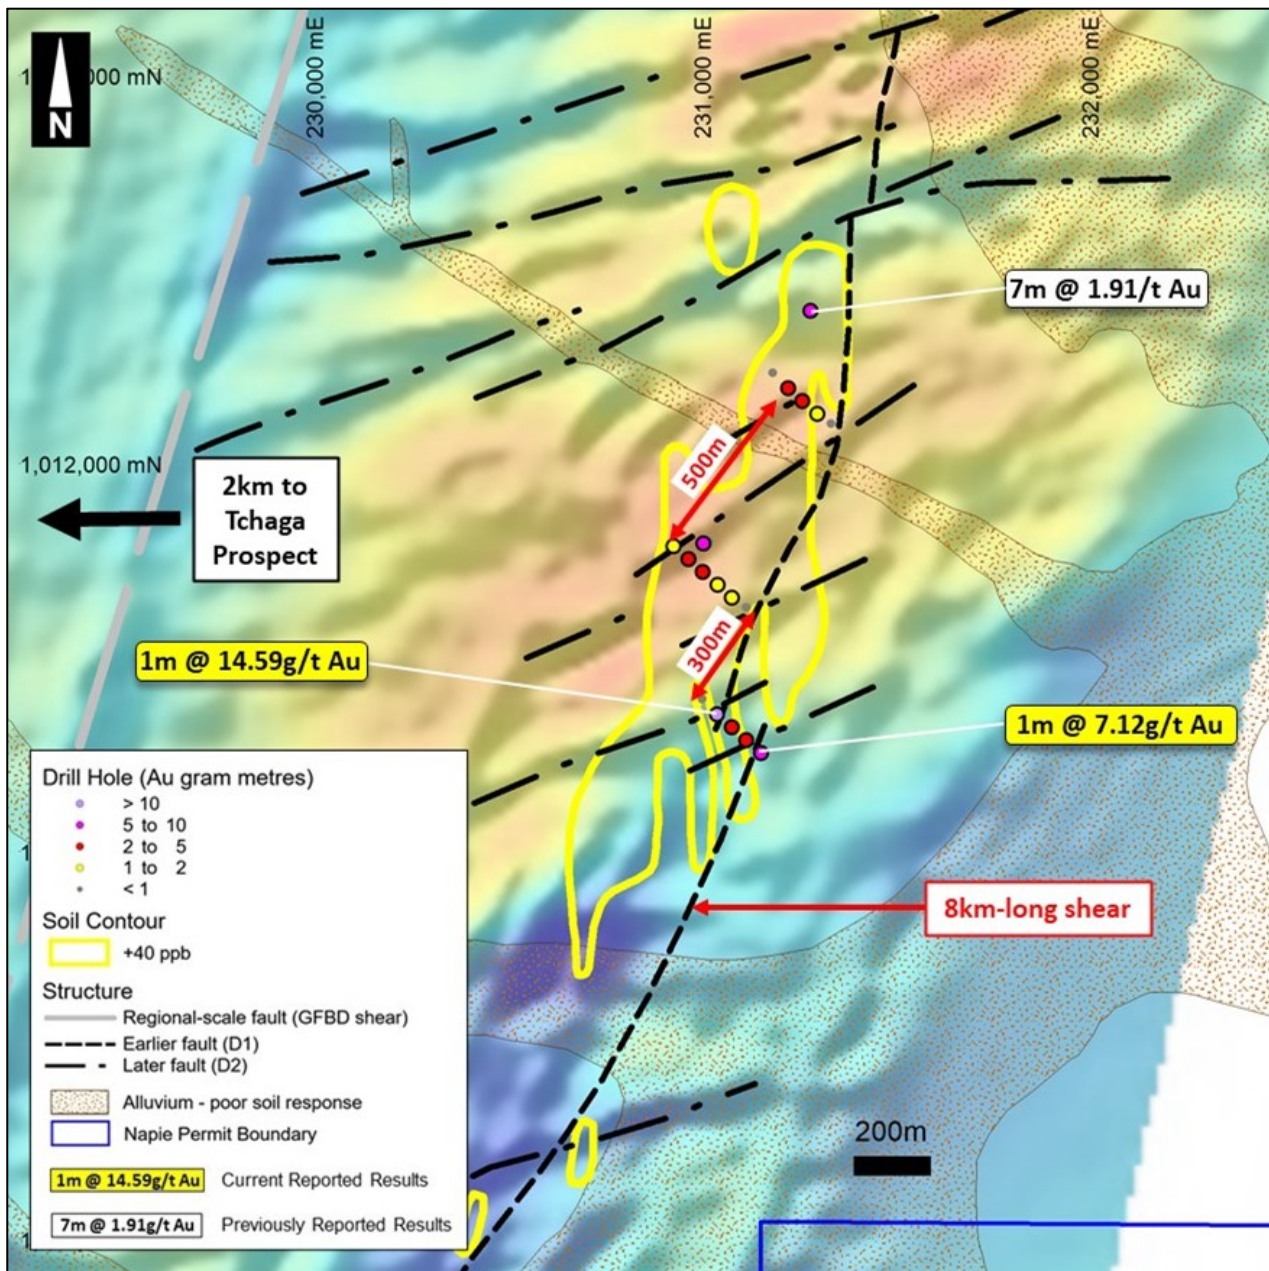 230,000 mE
231,000 mE
232,000 mE
000 mN
N
7m @ 1.91/t Au
1,012,000 mN
500m
2km to
Tchaga
Prospect
300m
1m @ 14.59g/t Au
1m @ 7.12g/t Au
8km-long shear
200m
Drill Hole (Au gram metres)
> 10
5 to 10
2 to 5
1 to 2
< 1
Soil Contour
+40 ppb
Structure
Regional-scale fault (GFBD shear)
Earlier fault (D1)
Later fault (D2)
Alluvium - poor soil response
Napie Permit Boundary
1m @ 14.59g/t Au Current Reported Results
7m @ 1.91g/t Au Previously Reported Results